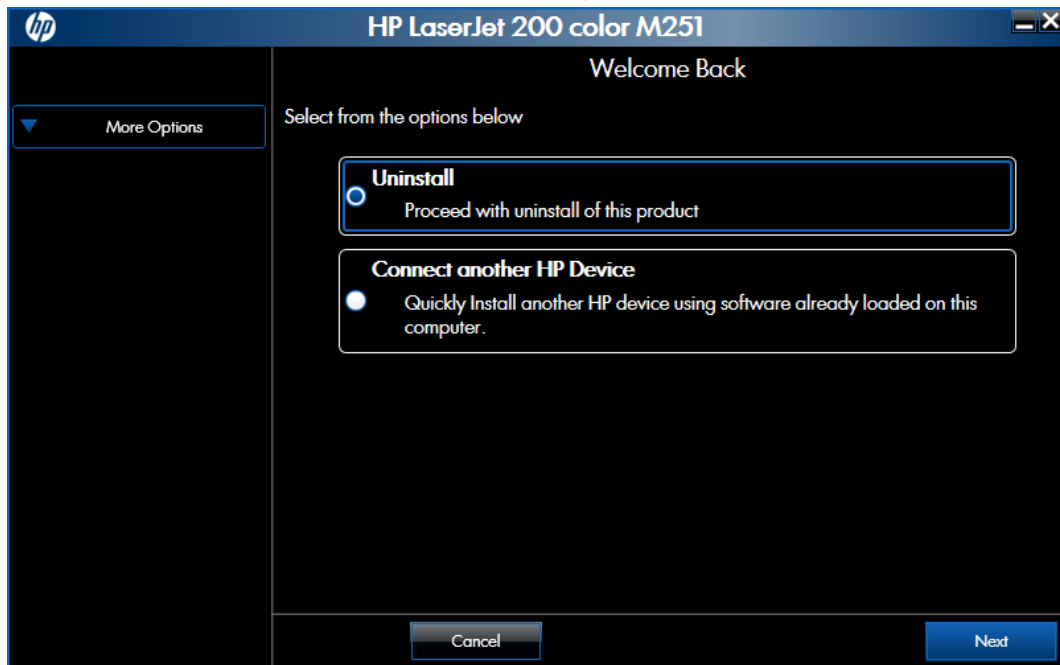 hp
HP LaserJet 200 color M251
Welcome Back
More Options
Select from the options below
Uninstall
Proceed with uninstall of this product
Connect another HP Device
Quickly Install another HP device using software already loaded on this
computer.
Cancel
Next